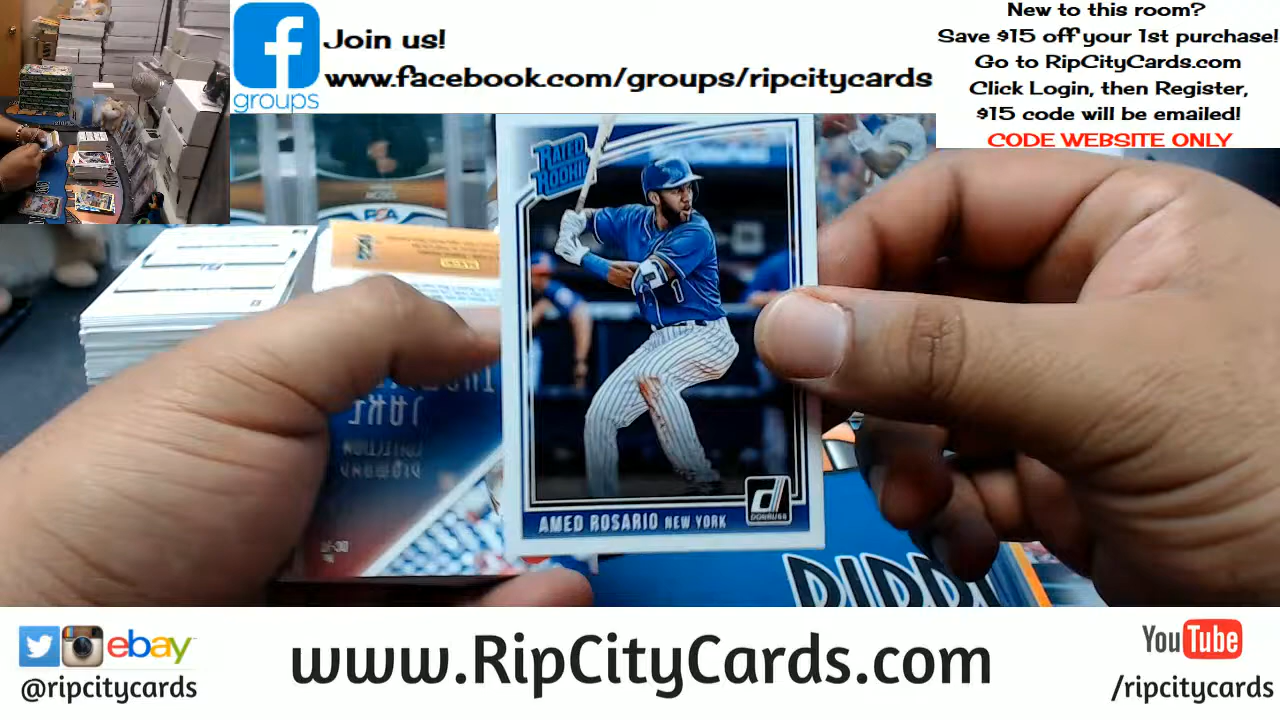 f
groups
Join us!
www.facebook.com/groups/ripcitycards
New to this room?
Save $15 off your 1st purchase!
Go to RipCityCards.com
Click Login, then Register,
$15 code will be emailed!
CODE WEBSITE ONLY
PSA
RATED
ROOKIE
1
AMED ROSARIO NEW YORK
d
DONRUSS
ebay
@ripcitycards
www.RipCityCards.com
YouTube
/ripcitycards